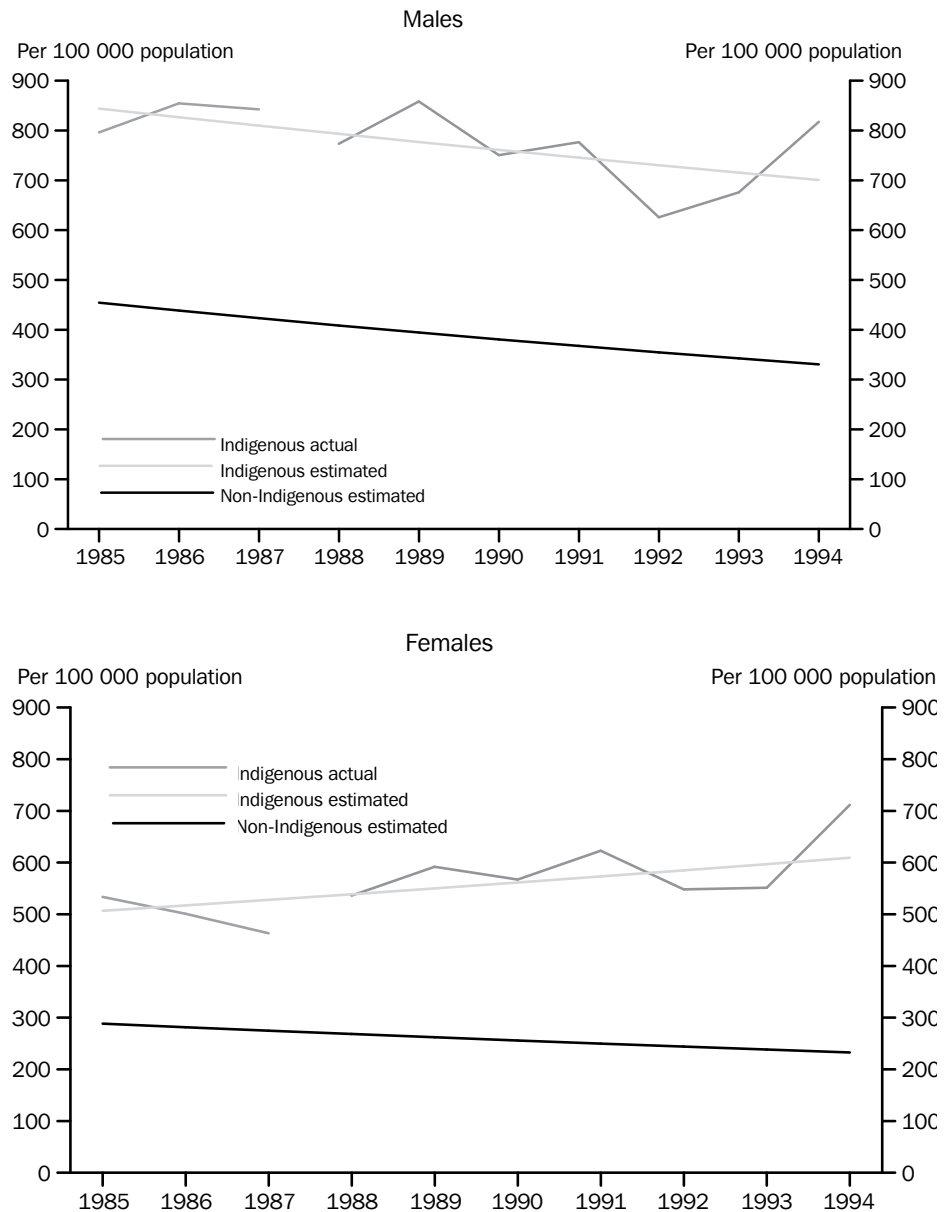 Males
Per 100 000 population Per 100 000 population
900 900
800 800
700 700
600 600
500 500
400 400
300 300
200 200
100 100
0 0
Indigenous actual
Indigenous estimated
Non-Indigenous estimated
1985 1986 1987 1988 1989 1990 1991 1992 1993 1994
Females
Per 100 000 population Per 100 000 population
900 900
800 800
700 700
600 600
500 500
400 400
300 300
200 200
100 100
0 0
Indigenous actual
Indigenous estimated
Non-Indigenous estimated
1985 1986 1987 1988 1989 1990 1991 1992 1993 1994